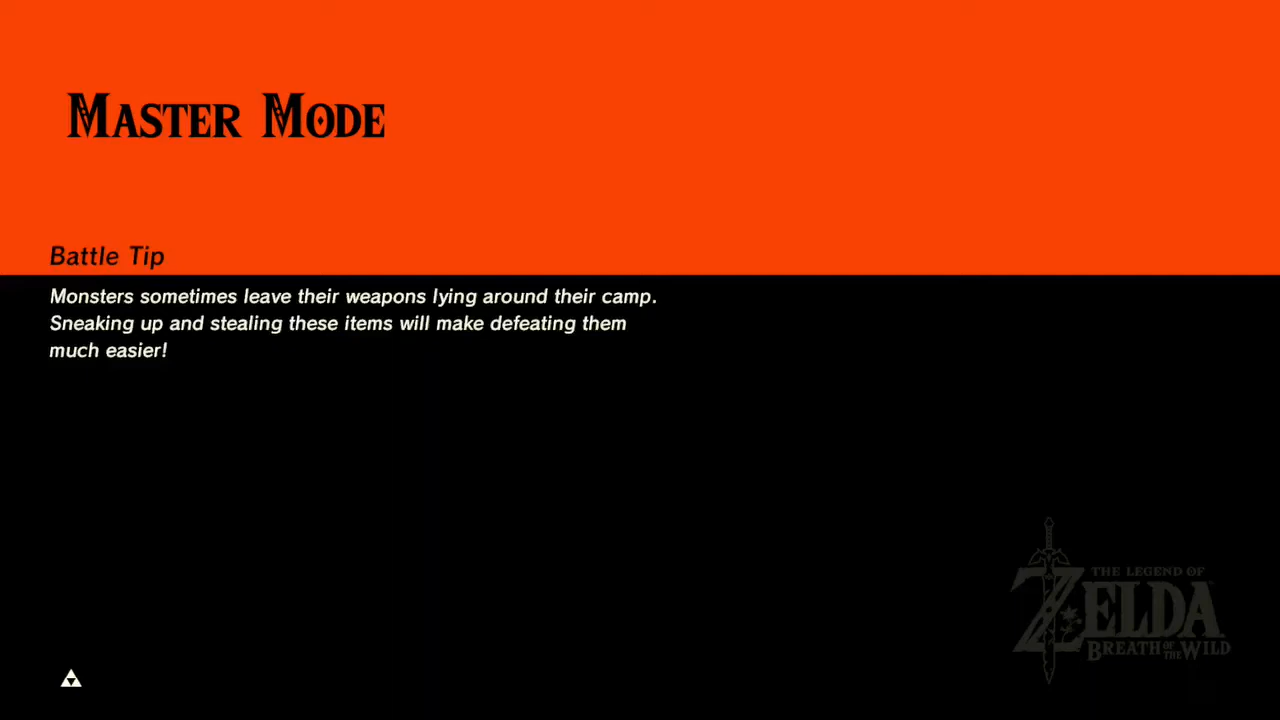 Master Mode
Battle Tip
Monsters sometimes leave their weapons lying around their camp.
Sneaking up and stealing these items will make defeating them
much easier!
THE LEGEND OF
ZELDA
BREATH OF THE WILD